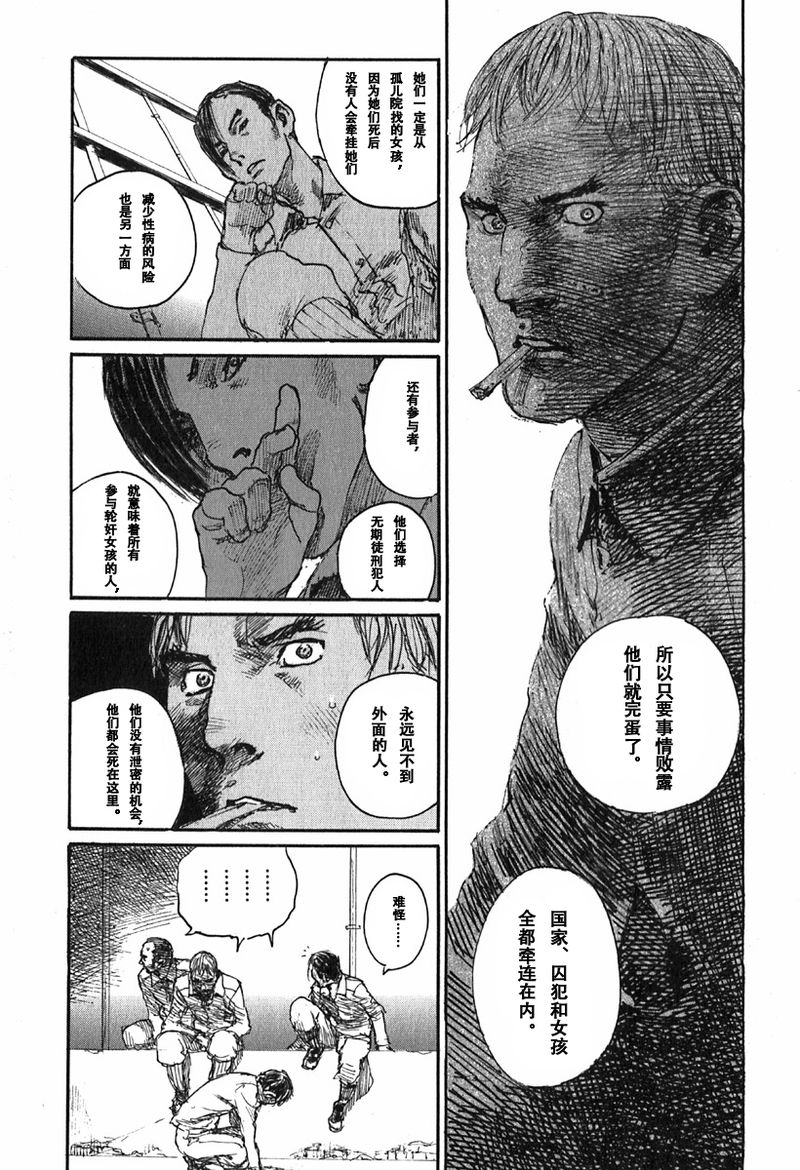 所以只要事情败露
他们就完蛋了。
国家、囚犯和女孩
全都牵连在内。
她们一定是从
孤儿院找的女孩，
因为她们死后
没有人会牵挂她们
减少性病的风险
也是另一方面
还有参与者，
他们选择
无期徒刑犯人
就意味着所有
参与轮奸女孩的人，
永远见不到
外面的人。
他们没有泄密的机会，
他们都会死在这里。
难怪……
……
……
……